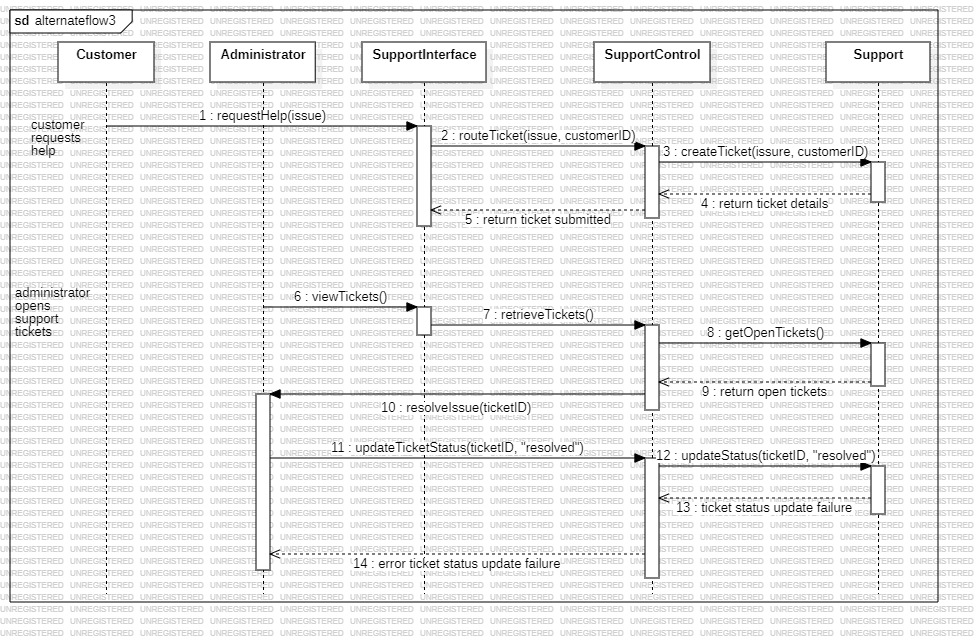 sd alternateflow3
Customer
Administrator
SupportInterface
SupportControl
Support
1 : requestHelp(issue)
customer
requests
help
2 : routeTicket(issue, customerID)
3 : createTicket(issure, customerID)
4 : return ticket details
5 : return ticket submitted
administrator
opens
support
tickets
6 : viewTickets()
7 : retrieveTickets()
8 : getOpenTickets()
9 : return open tickets
10 : resolveIssue(ticketID)
11 : updateTicketStatus(ticketID, "resolved")
12 : updateStatus(ticketID, "resolved")
13 : ticket status update failure
14 : error ticket status update failure
UNREGISTERED